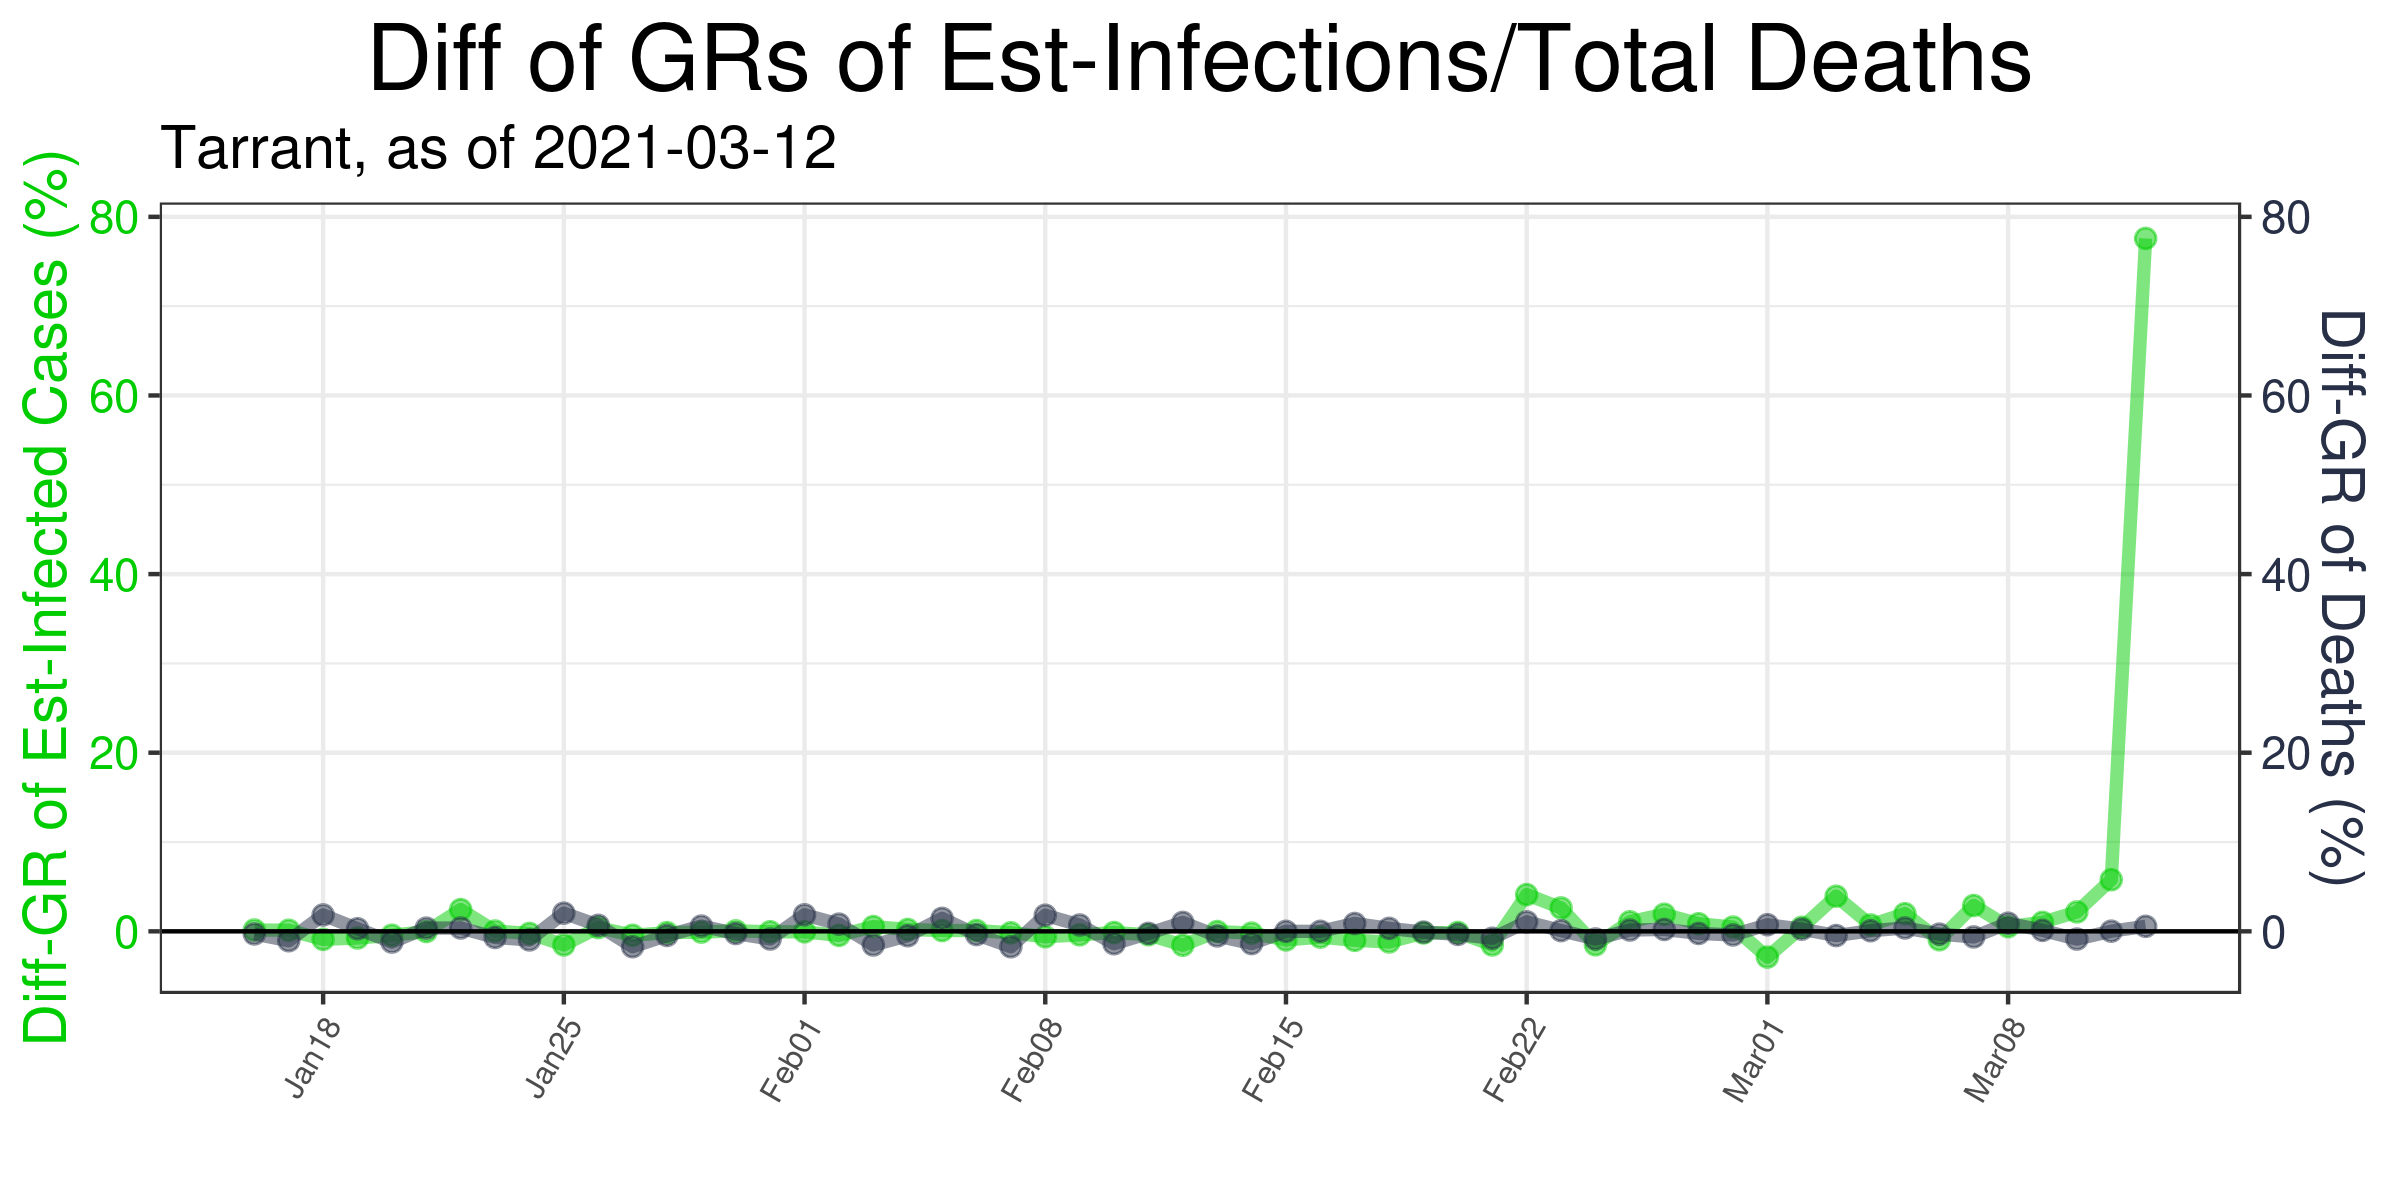 Diff of GRs of Est-Infections/Total Deaths
Tarrant, as of 2021-03-12
Diff-GR of Est-Infected Cases (%)
80
60
40
20
0
80
60
40
20
0
Diff-GR of Deaths (%)
Jan18
Jan25
Feb01
Feb08
Feb15
Feb22
Mar01
Mar08